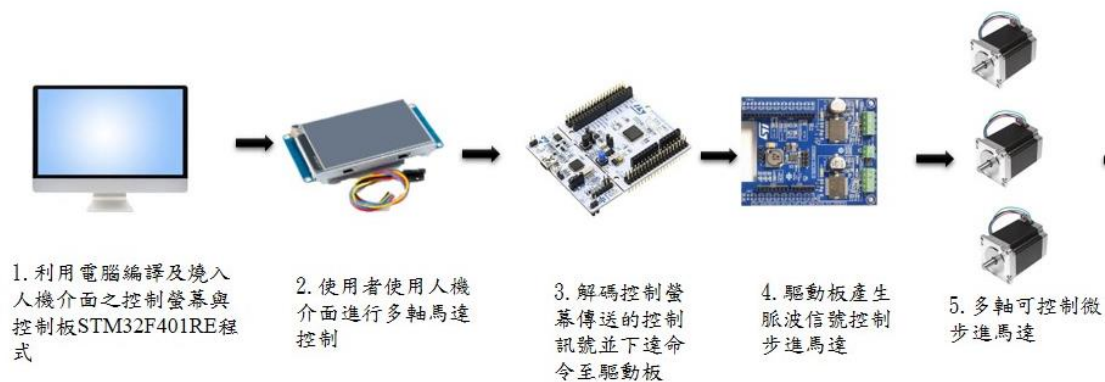 1.利用電腦編譯及燒入
人機介面之控制螢幕與
控制板STM32F401RE程
式
2.使用者使用人機
介面進行多軸馬達
控制
3.解碼控制螢
幕傳送的控制
訊號並下達命
令至驅動板
4.驅動板產生
脈波信號控制
步進馬達
5.多軸可控制微
步進馬達